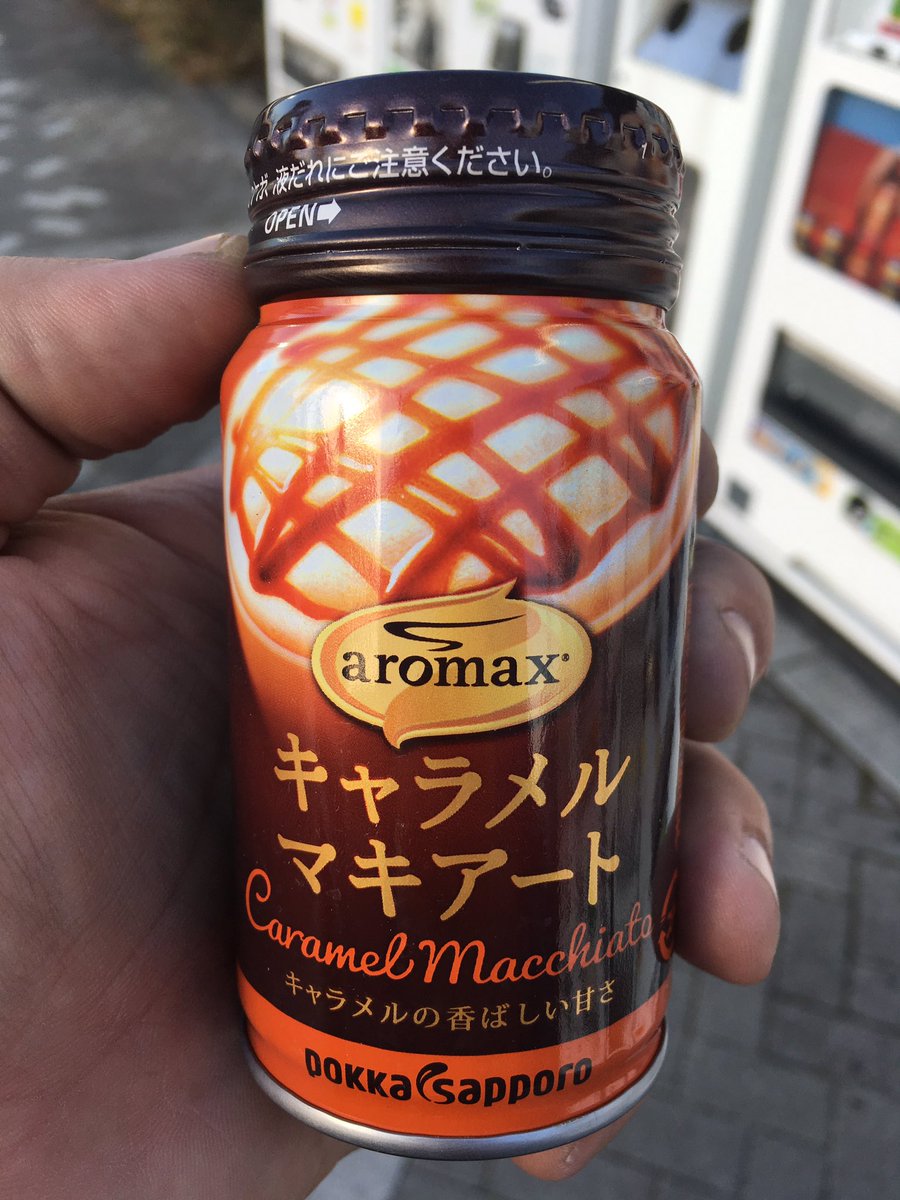 液だれにご注意ください。
OPEN➡
aromax®
キャラメル
マキアート
Caramel Macchiato
キャラメルの香ばしい甘さ
POKKA SAPPORO